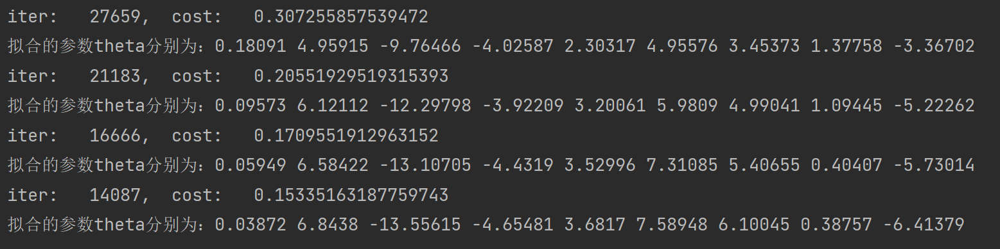 iter:   27659,  cost:   0.307255857539472
拟合的参数theta分别为：0.18091 4.95915 -9.76466 -4.02587 2.30317 4.95576 3.45373 1.37758 -3.36702
iter:   21183,  cost:   0.20551929519315393
拟合的参数theta分别为：0.09573 6.12112 -12.29798 -3.92209 3.20061 5.9809 4.99041 1.09445 -5.22262
iter:   16666,  cost:   0.1709551912963152
拟合的参数theta分别为：0.05949 6.58422 -13.10705 -4.4319 3.52996 7.31085 5.40655 0.40407 -5.73014
iter:   14087,  cost:   0.15335163187759743
拟合的参数theta分别为：0.03872 6.8438 -13.55615 -4.65481 3.6817 7.58948 6.10045 0.38757 -6.41379